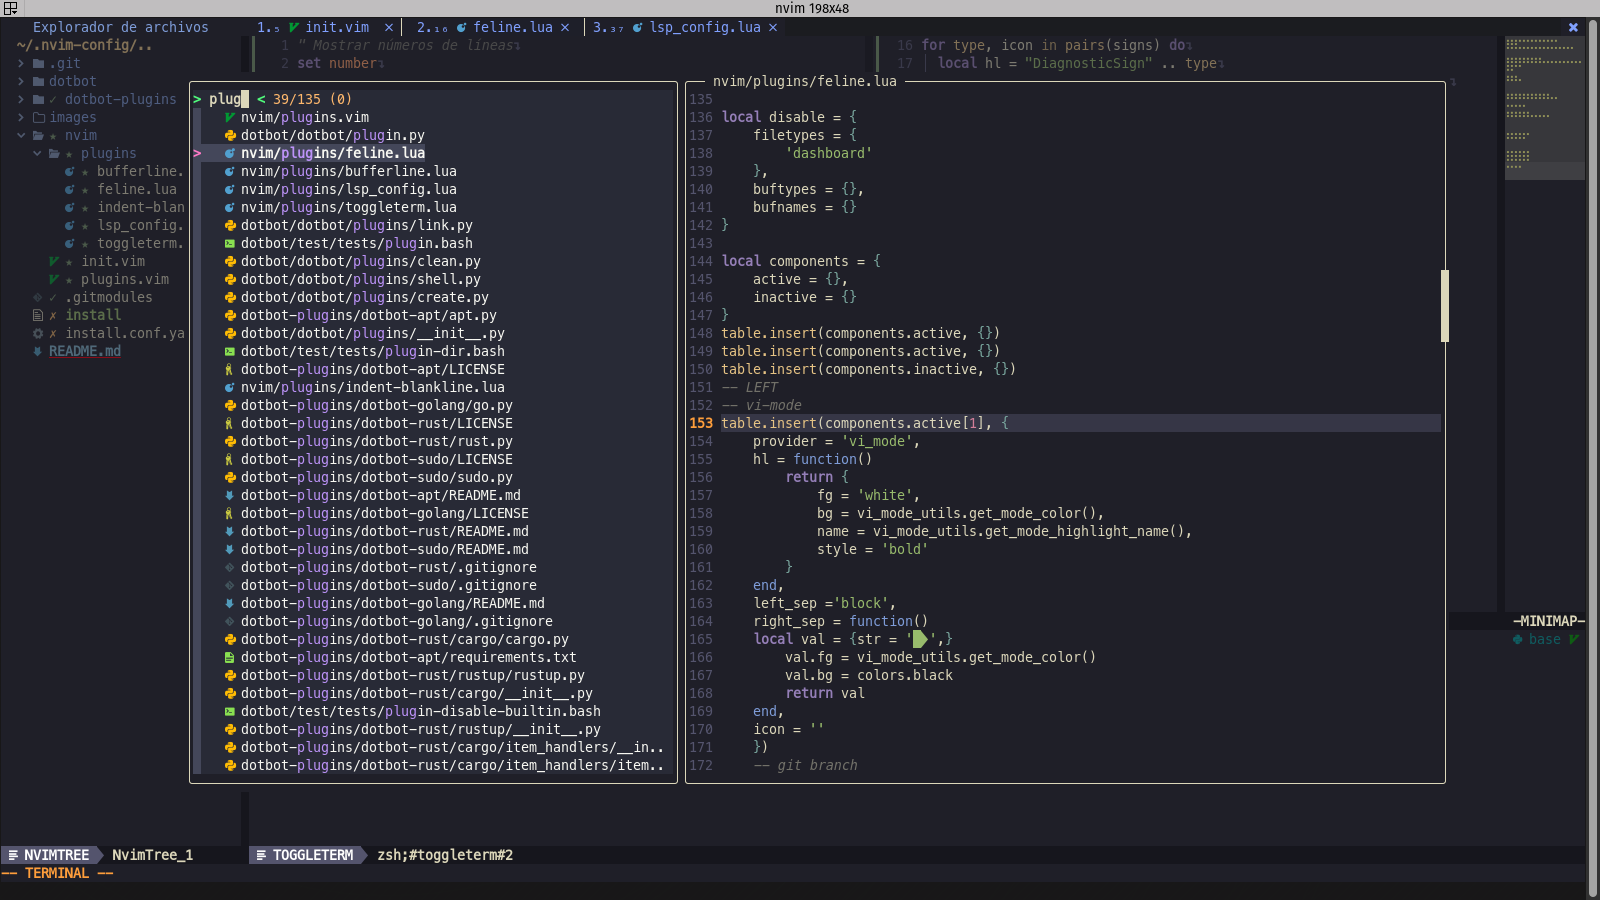 nvim 198x48
Explorador de archivos
1.₅ init.vim ×
2.₁₆ feline.lua ×
3.₃₇ lsp_config.lua ×
~/.nvim-config/..
.git
dotbot
✓ dotbot-plugins
images
★ nvim
★ plugins
★ bufferline.
★ feline.lua
★ indent-blan
★ lsp_config.
★ toggleterm.
★ init.vim
★ plugins.vim
✓ .gitmodules
✗ install
✗ install.conf.ya
README.md
1 " Mostrar números de líneas
2 set number
16 for type, icon in pairs(signs) do
17 local hl = "DiagnosticSign" .. type
> plug < 39/135 (0)
nvim/plugins.vim
dotbot/dotbot/plugin.py
> nvim/plugins/feline.lua
nvim/plugins/bufferline.lua
nvim/plugins/lsp_config.lua
nvim/plugins/toggleterm.lua
dotbot/dotbot/plugins/link.py
dotbot/test/tests/plugin.bash
dotbot/dotbot/plugins/clean.py
dotbot/dotbot/plugins/shell.py
dotbot/dotbot/plugins/create.py
dotbot-plugins/dotbot-apt/apt.py
dotbot/dotbot/plugins/__init__.py
dotbot/test/tests/plugin-dir.bash
dotbot-plugins/dotbot-apt/LICENSE
nvim/plugins/indent-blankline.lua
dotbot-plugins/dotbot-golang/go.py
dotbot-plugins/dotbot-rust/LICENSE
dotbot-plugins/dotbot-rust/rust.py
dotbot-plugins/dotbot-sudo/LICENSE
dotbot-plugins/dotbot-sudo/sudo.py
dotbot-plugins/dotbot-apt/README.md
dotbot-plugins/dotbot-golang/LICENSE
dotbot-plugins/dotbot-rust/README.md
dotbot-plugins/dotbot-sudo/README.md
dotbot-plugins/dotbot-rust/.gitignore
dotbot-plugins/dotbot-sudo/.gitignore
dotbot-plugins/dotbot-golang/README.md
dotbot-plugins/dotbot-golang/.gitignore
dotbot-plugins/dotbot-rust/cargo/cargo.py
dotbot-plugins/dotbot-apt/requirements.txt
dotbot-plugins/dotbot-rust/rustup/rustup.py
dotbot-plugins/dotbot-rust/cargo/__init__.py
dotbot/test/tests/plugin-disable-builtin.bash
dotbot-plugins/dotbot-rust/rustup/__init__.py
dotbot-plugins/dotbot-rust/cargo/item_handlers/__in..
dotbot-plugins/dotbot-rust/cargo/item_handlers/item..
nvim/plugins/feline.lua
135
136 local disable = {
137     filetypes = {
138         'dashboard'
139     },
140     buftypes = {},
141     bufnames = {}
142 }
143
144 local components = {
145     active = {},
146     inactive = {}
147 }
148 table.insert(components.active, {})
149 table.insert(components.active, {})
150 table.insert(components.inactive, {})
151 -- LEFT
152 -- vi-mode
153 table.insert(components.active[1], {
154     provider = 'vi_mode',
155     hl = function()
156         return {
157             fg = 'white',
158             bg = vi_mode_utils.get_mode_color(),
159             name = vi_mode_utils.get_mode_highlight_name(),
160             style = 'bold'
161         }
162     end,
163     left_sep ='block',
164     right_sep = function()
165     local val = {str = ' ',}
166         val.fg = vi_mode_utils.get_mode_color()
167         val.bg = colors.black
168         return val
169     end,
170     icon = ''
171     })
172     -- git branch
-MINIMAP-
base
NVIMTREE NvimTree_1
TOGGLETERM zsh;#toggleterm#2
-- TERMINAL --